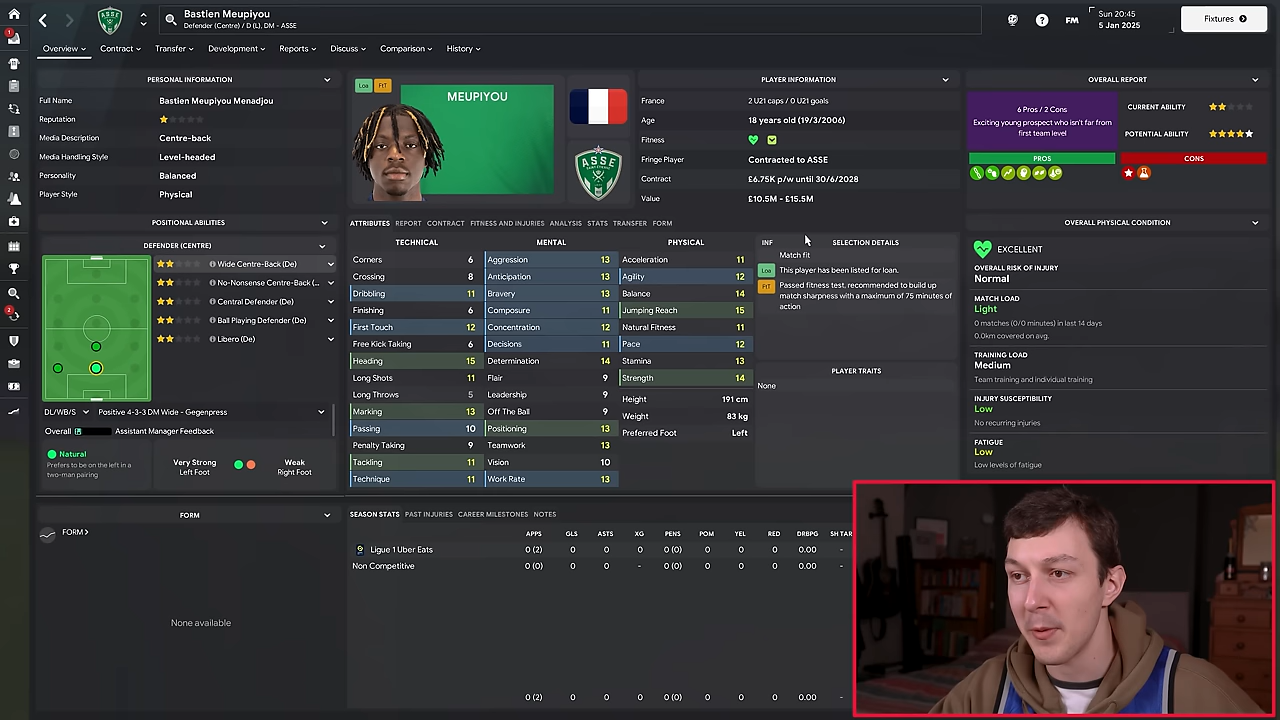 Bastien Meupiyou
Defender (Centre) / D (L), DM - ASSE
FM
Sun 20:45
5 Jan 2025
Fixtures
Overview
Contract
Transfer
Development
Reports
Discuss
Comparison
History
PERSONAL INFORMATION
Full Name Bastien Meupiyou Menadjou
Reputation
Media Description Centre-back
Media Handling Style Level-headed
Personality Balanced
Player Style Physical
POSITIONAL ABILITIES
DEFENDER (CENTRE)
Wide Centre-Back (De)
No-Nonsense Centre-Back (...
Central Defender (De)
Ball Playing Defender (De)
Libero (De)
DL/WB/S Positive 4-3-3 DM Wide - Gegenpress
Overall Assistant Manager Feedback
Natural
Prefers to be on the left in a
two-man pairing
Very Strong
Left Foot
Weak
Right Foot
FORM
FORM
None available
Loa FtT
MEUPIYOU
ASSE
PLAYER INFORMATION
France 2 U21 caps / 0 U21 goals
Age 18 years old (19/3/2006)
Fitness
Fringe Player Contracted to ASSE
Contract £6.75K p/w until 30/6/2028
Value £10.5M - £15.5M
ATTRIBUTES REPORT CONTRACT FITNESS AND INJURIES ANALYSIS STATS TRANSFER FORM
TECHNICAL
Corners 6
Crossing 8
Dribbling 11
Finishing 6
First Touch 12
Free Kick Taking 6
Heading 15
Long Shots 11
Long Throws 5
Marking 13
Passing 10
Penalty Taking 9
Tackling 11
Technique 11
MENTAL
Aggression 13
Anticipation 13
Bravery 13
Composure 11
Concentration 12
Decisions 11
Determination 14
Flair 9
Leadership 9
Off The Ball 9
Positioning 13
Teamwork 13
Vision 10
Work Rate 13
PHYSICAL
Acceleration 11
Agility 12
Balance 14
Jumping Reach 15
Natural Fitness 11
Pace 12
Stamina 13
Strength 14
Height 191 cm
Weight 83 kg
Preferred Foot Left
INF SELECTION DETAILS
Match fit
Loa This player has been listed for loan.
FtT Passed fitness test, recommended to build up
match sharpness with a maximum of 75 minutes of
action
PLAYER TRAITS
None
OVERALL REPORT
6 Pros / 2 Cons
Exciting young prospect who isn't far from
first team level
CURRENT ABILITY
POTENTIAL ABILITY
PROS
CONS
OVERALL PHYSICAL CONDITION
EXCELLENT
OVERALL RISK OF INJURY
Normal
MATCH LOAD
Light
0 matches (0/0 minutes) in last 14 days
0.0km covered on avg.
TRAINING LOAD
Medium
Team training and individual training
INJURY SUSCEPTIBILITY
Low
No recurring injuries
FATIGUE
Low
Low levels of fatigue
SEASON STATS PAST INJURIES CAREER MILESTONES NOTES
APPS GLS ASTS XG PENS POM YEL RED DRBPG SH TAR
Ligue 1 Uber Eats 0 (2) 0 0 0 0 (0) 0 0 0 0.00 -
Non Competitive 0 (0) 0 0 - 0 (0) 0 0 0 0.00 -
0 (2) 0 0 0 0 (0) 0 0 0 0.00 -